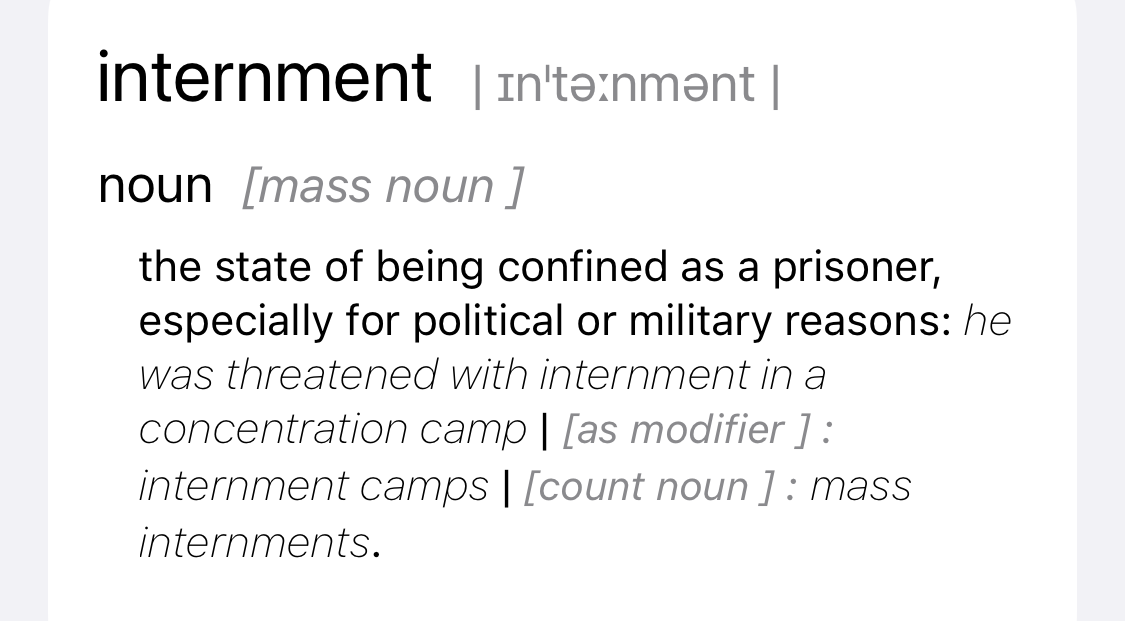 internment | ɪnˈtəːnmənt |
noun [mass noun ]
the state of being confined as a prisoner,
especially for political or military reasons: he
was threatened with internment in a
concentration camp | [as modifier ] :
internment camps | [count noun ] : mass
internments.